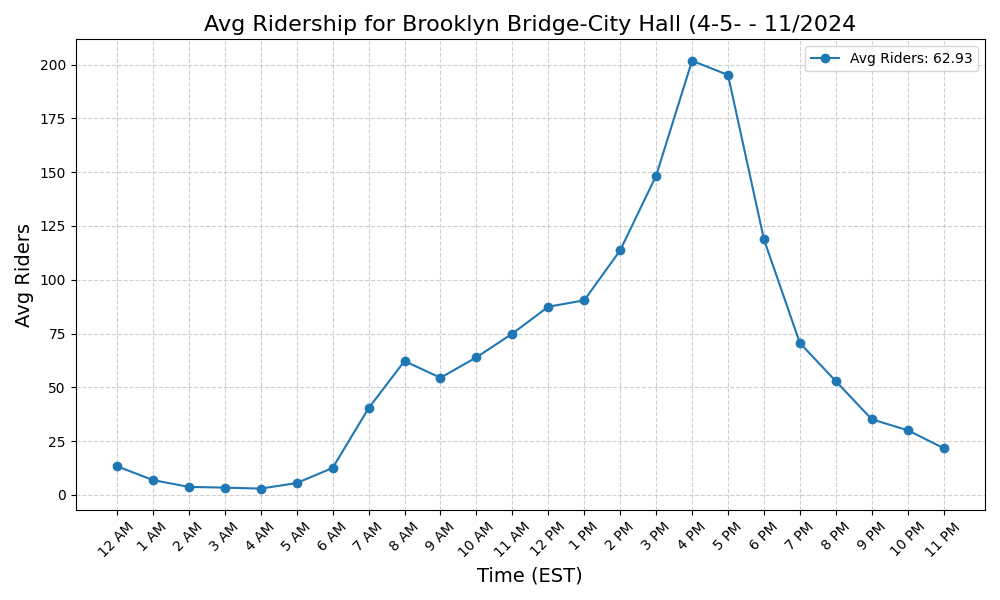 Avg Ridership for Brooklyn Bridge-City Hall (4-5- - 11/2024
Avg Riders: 62.93
Avg Riders
200
175
150
125
100
75
50
25
0
12 AM
1 AM
2 AM
3 AM
4 AM
5 AM
6 AM
7 AM
8 AM
9 AM
10 AM
11 AM
12 PM
1 PM
2 PM
3 PM
4 PM
5 PM
6 PM
7 PM
8 PM
9 PM
10 PM
11 PM
Time (EST)